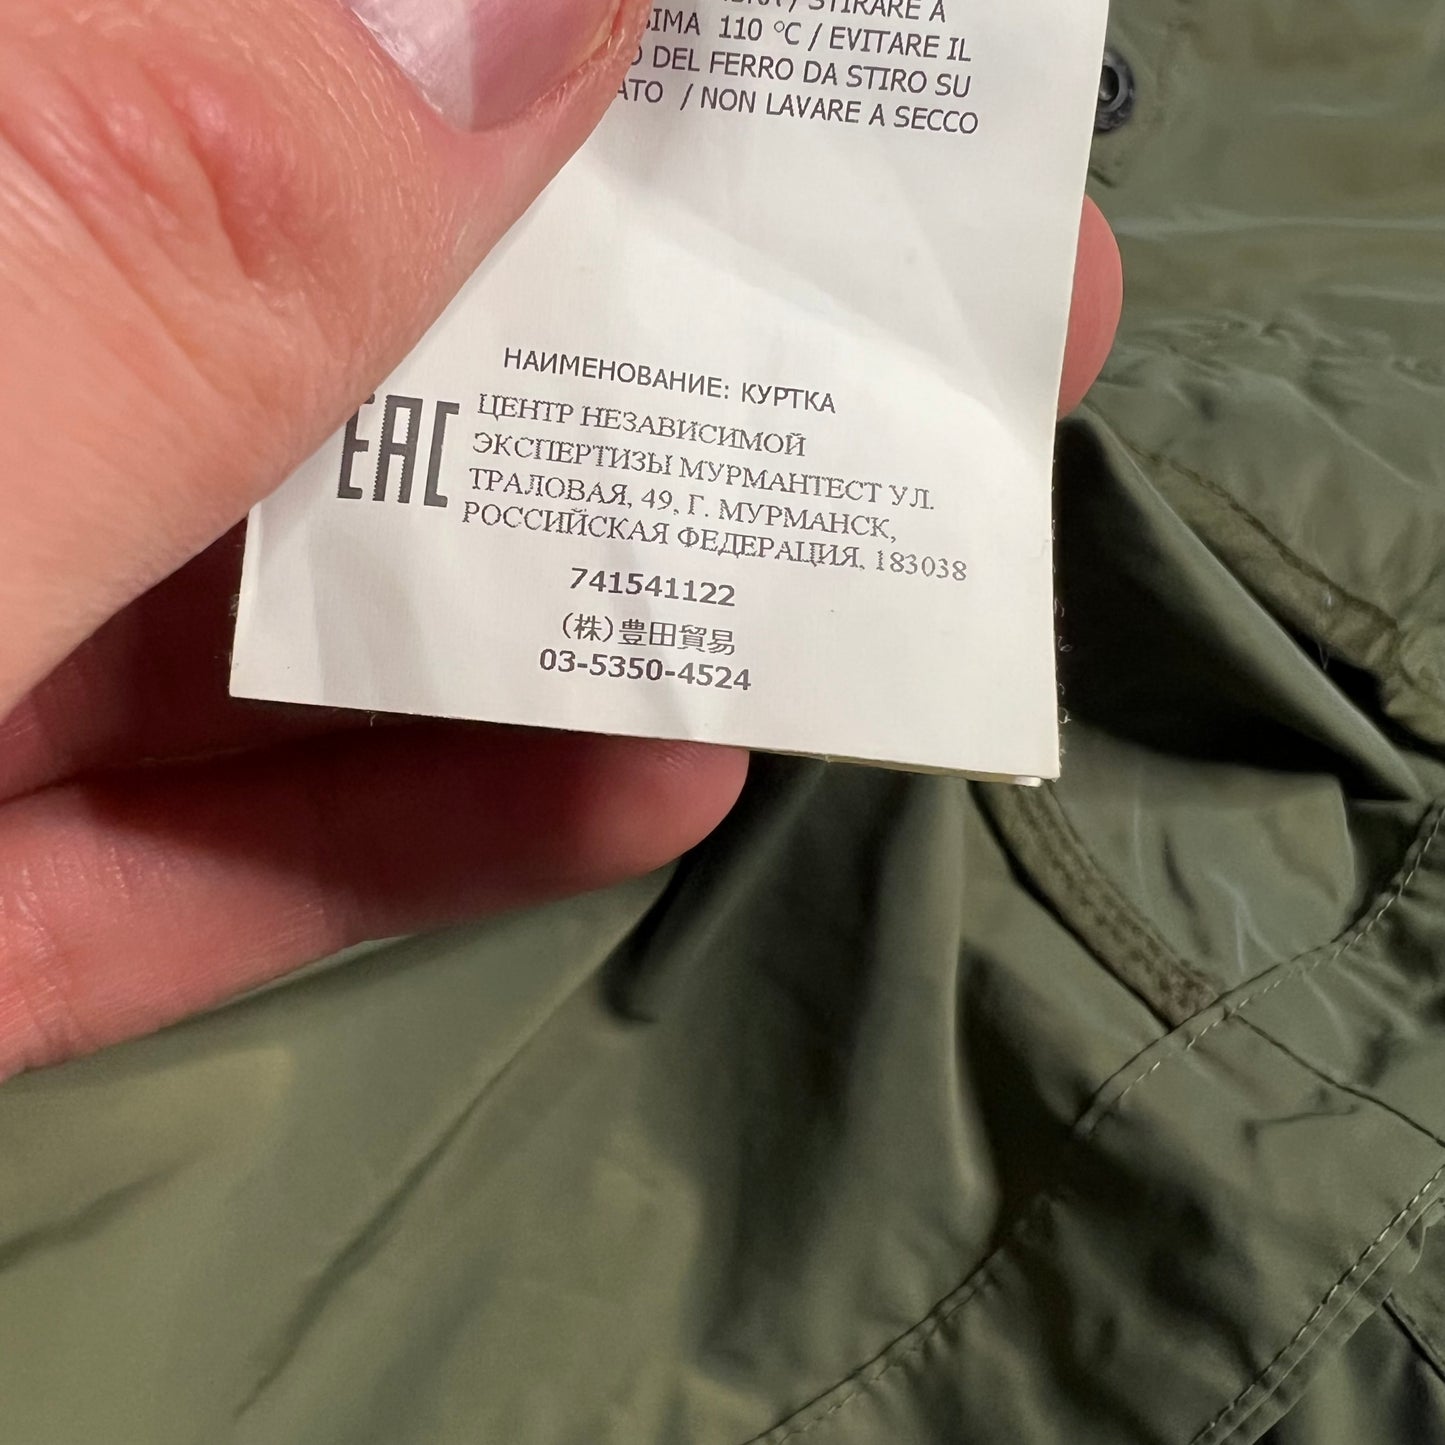 / STIRARE A
110 °C / EVITARE IL
DEL FERRO DA STIRO SU
/ NON LAVARE A SECCO
НАИМЕНОВАНИЕ: КУРТКА
EAC
ЦЕНТР НЕЗАВИСИМОЙ
ЭКСПЕРТИЗЫ МУРМАНТЕСТ УЛ.
ТРАЛОВАЯ, 49, Г. МУРМАНСК,
РОССИЙСКАЯ ФЕДЕРАЦИЯ, 183038
741541122
(株)豊田貿易
03-5350-4524